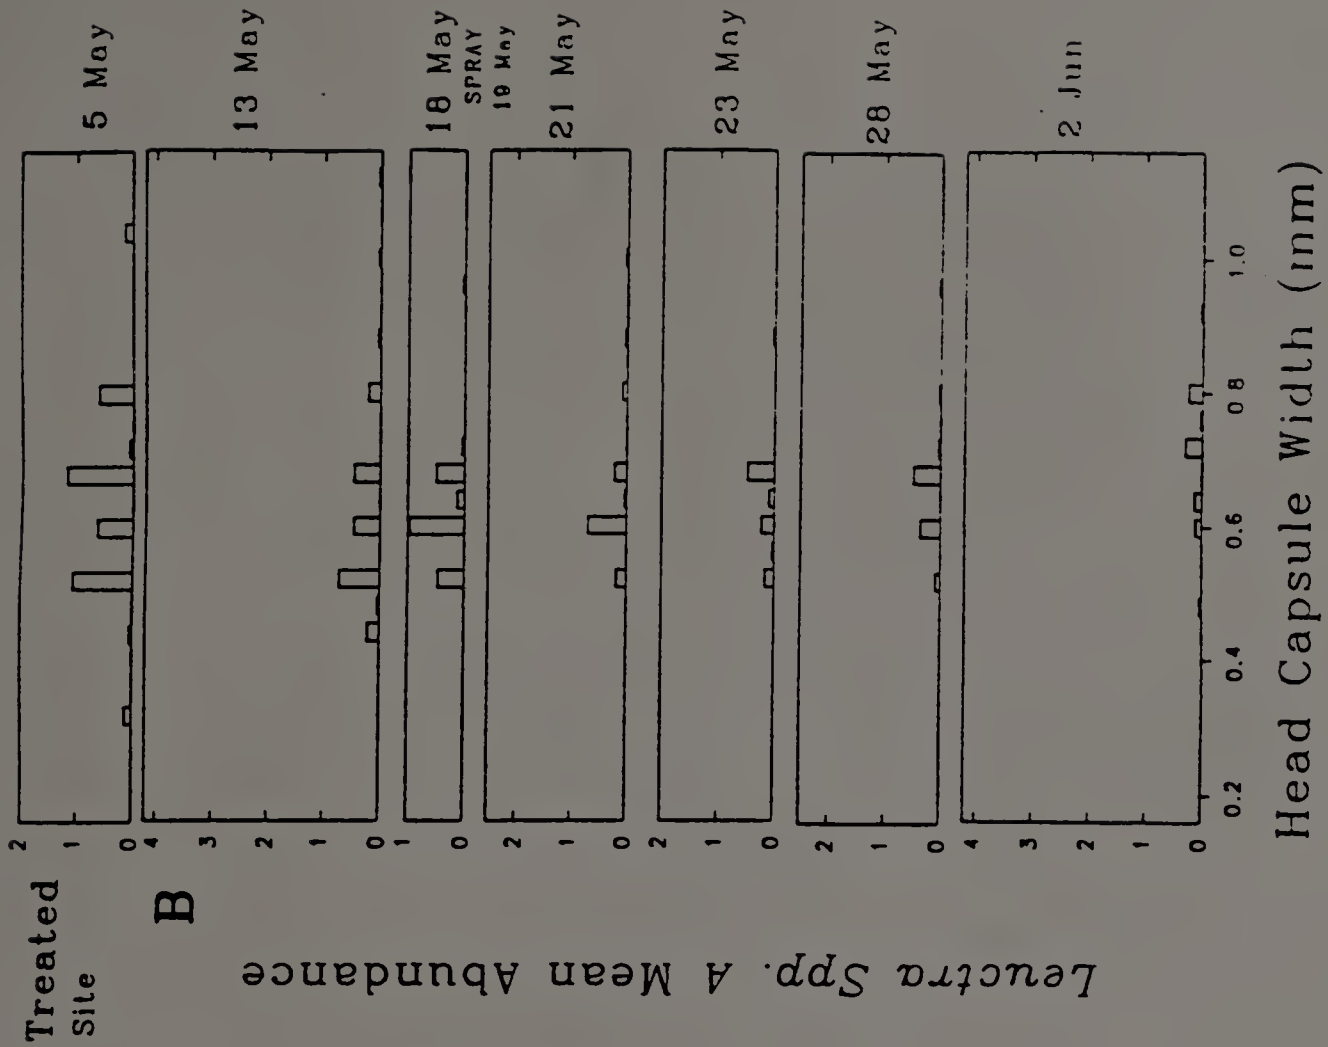 Treated
Site
B
Leuctra Spp. A Mean Abundance
2
1
0
5 May
4
3
2
1
0
13 May
1
0
18 May
SPRAY
19 May
2
1
0
21 May
2
1
0
23 May
2
1
0
28 May
4
3
2
1
0
2 Jun
0.2
0.4
0.6
0.8
1.0
Head Capsule Width (mm)